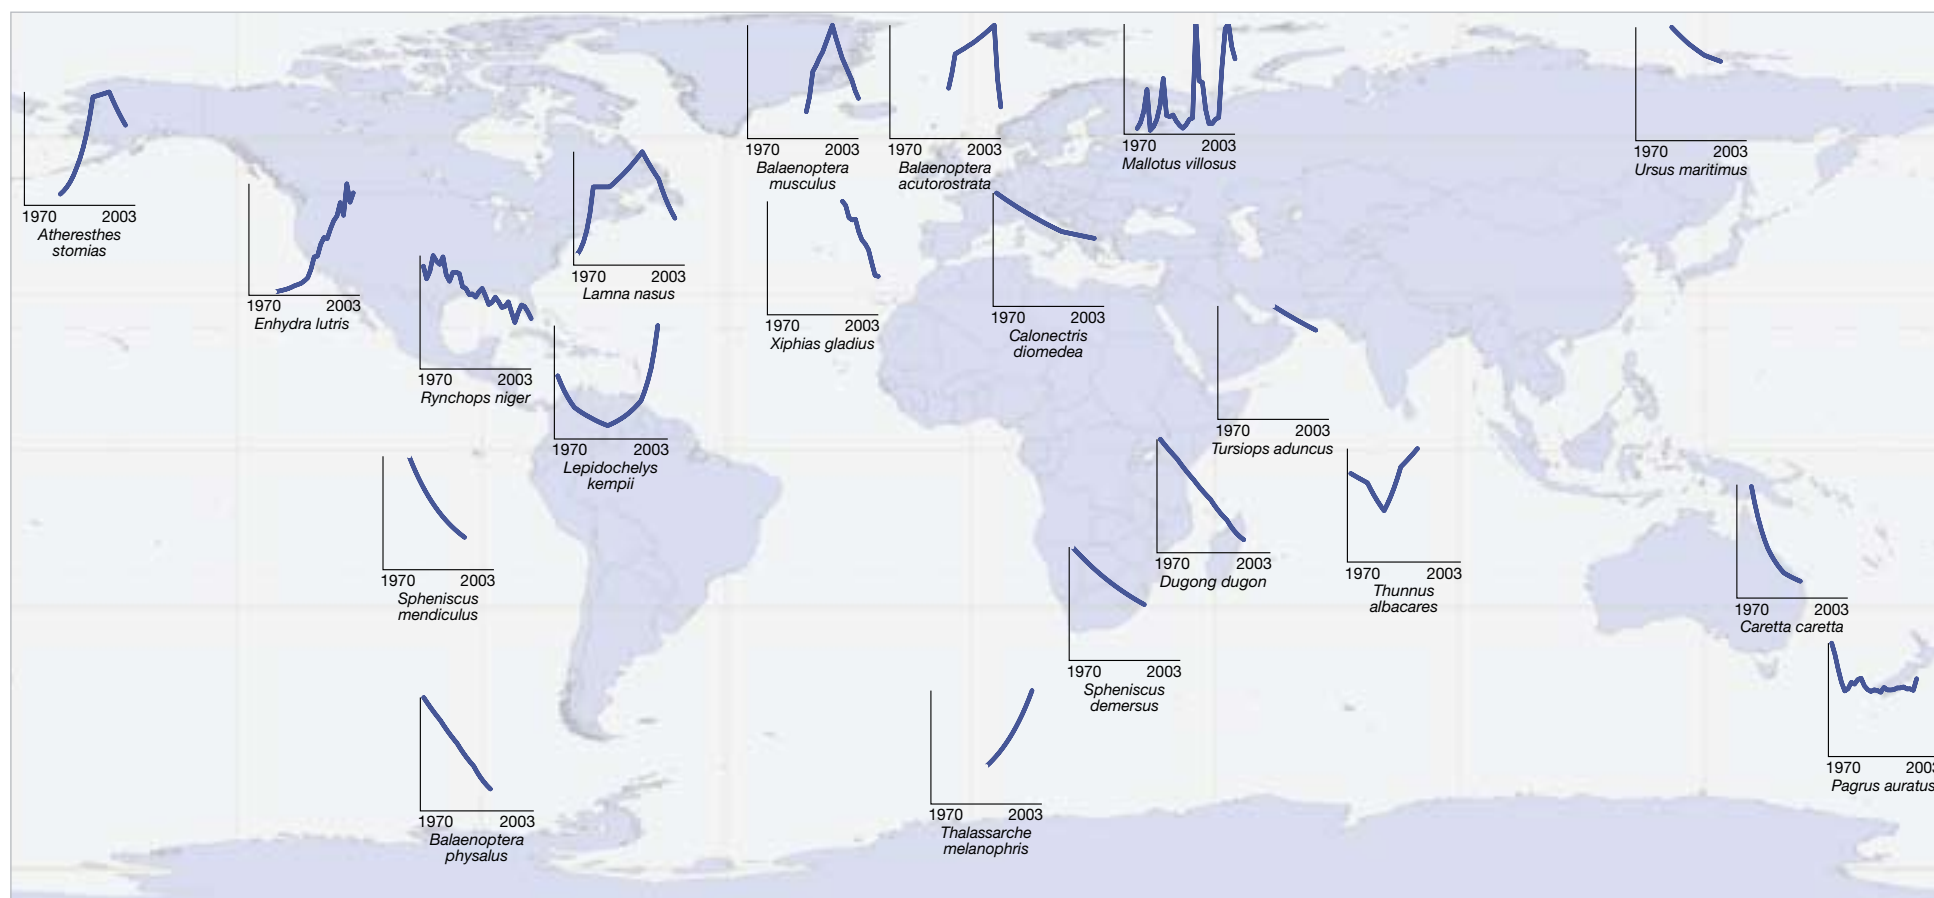 1970 2003
Balaenoptera
musculus
1970 2003
Balaenoptera
acutorostrata
1970 2003
Mallotus villosus
1970 2003
Ursus maritimus
1970 2003
Atheresthes
stomias
1970 2003
Enhydra lutris
1970 2003
Lamna nasus
1970 2003
Xiphias gladius
1970 2003
Calonectris
diomedea
1970 2003
Rynchops niger
1970 2003
Tursiops aduncus
1970 2003
Lepidochelys
kempii
1970 2003
Spheniscus
mendiculus
1970 2003
Dugong dugon
1970 2003
Thunnus
albacares
1970 2003
Caretta caretta
1970 2003
Spheniscus
demersus
1970 2003
Pagrus auratus
1970 2003
Balaenoptera
physalus
1970 2003
Thalassarche
melanophris